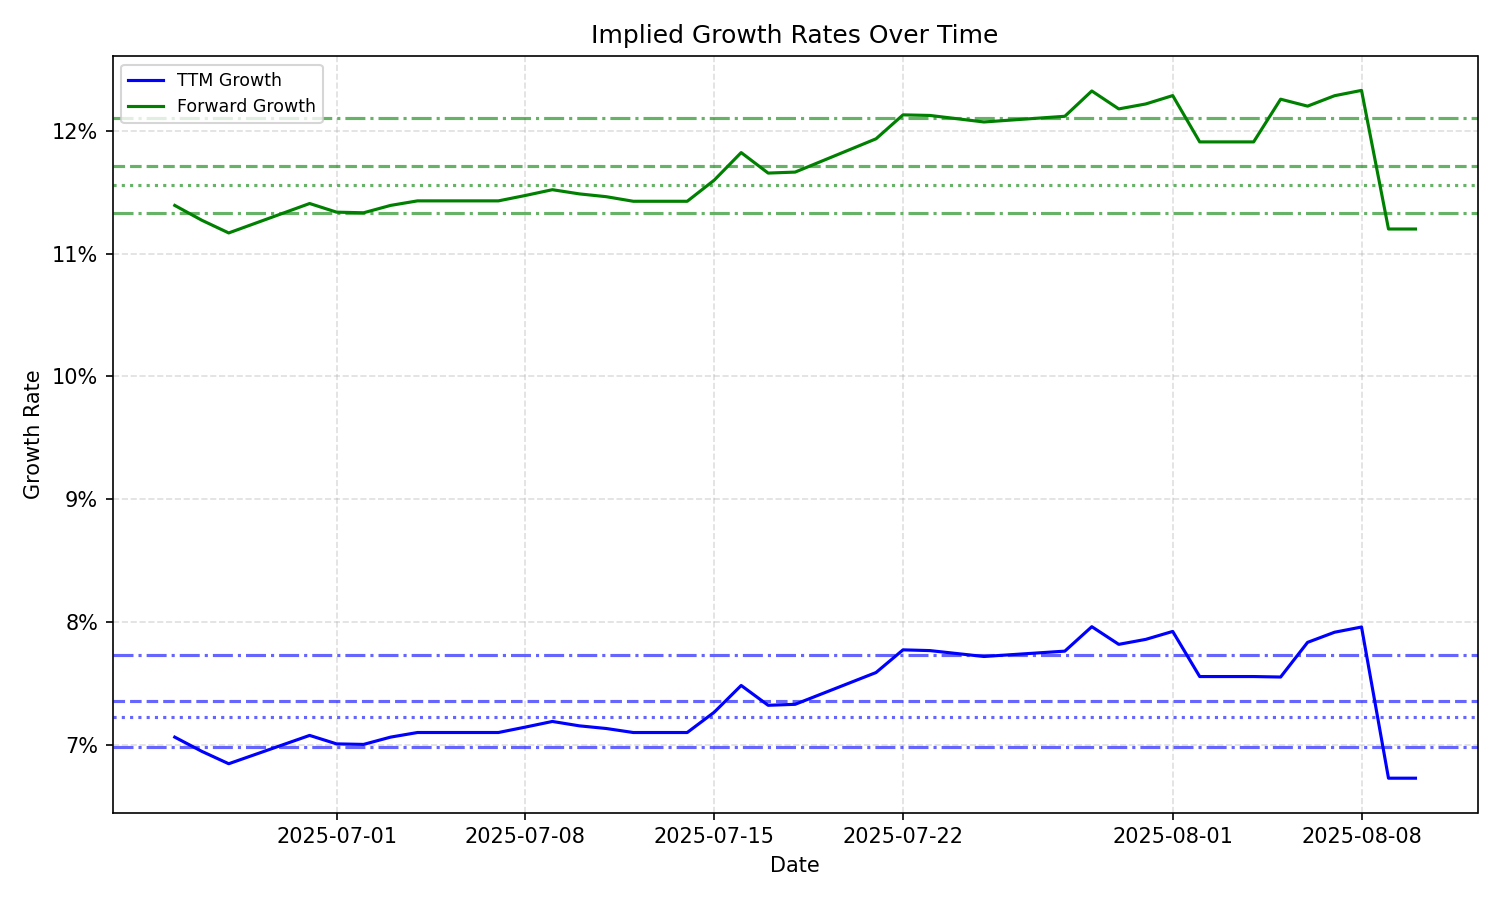 Implied Growth Rates Over Time
TTM Growth
Forward Growth
12%
11%
10%
9%
8%
7%
Growth Rate
2025-07-01
2025-07-08
2025-07-15
2025-07-22
2025-08-01
2025-08-08
Date